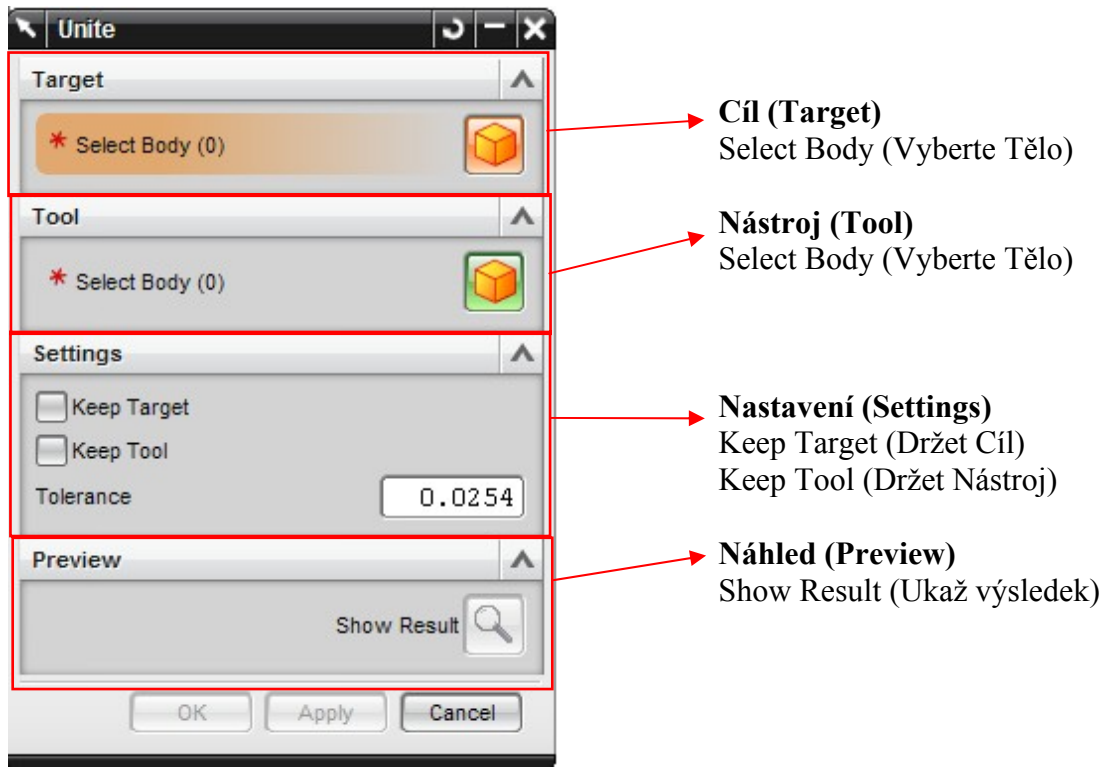 Unite
Target
* Select Body (0)
Tool
* Select Body (0)
Settings
Keep Target
Keep Tool
Tolerance 0.0254
Preview
Show Result
OK Apply Cancel
Cíl (Target)
Select Body (Vyberte Tělo)
Nástroj (Tool)
Select Body (Vyberte Tělo)
Nastavení (Settings)
Keep Target (Držet Cíl)
Keep Tool (Držet Nástroj)
Náhled (Preview)
Show Result (Ukaž výsledek)